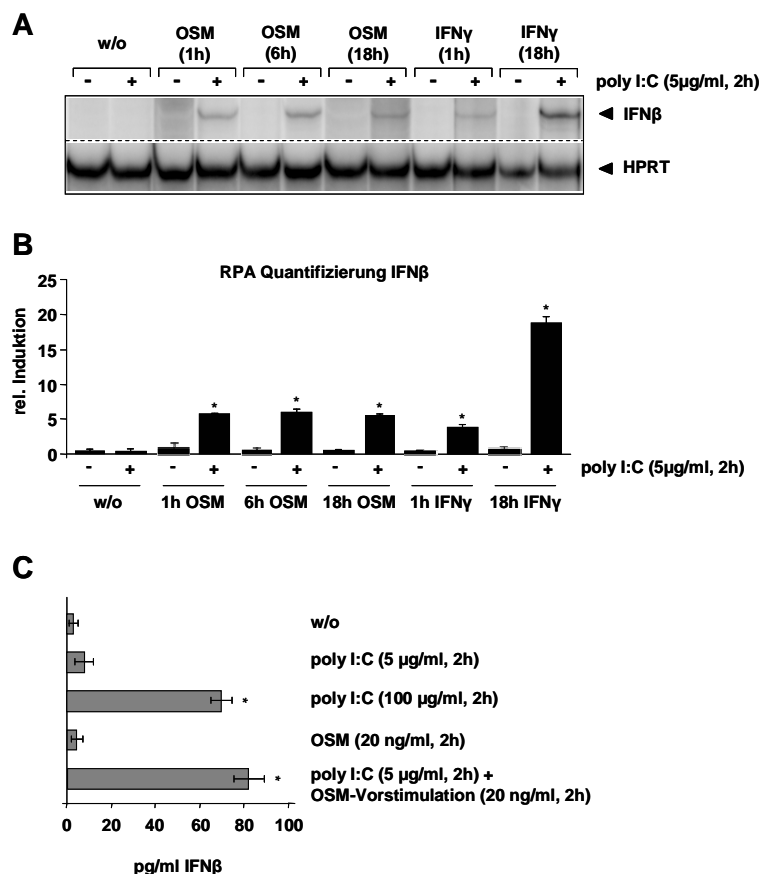 A
w/o
OSM
(1h)
OSM
(6h)
OSM
(18h)
IFNγ
(1h)
IFNγ
(18h)
- + - + - + - + - + - + poly I:C (5µg/ml, 2h)
◄ IFNβ
◄ HPRT
B
RPA Quantifizierung IFNβ
rel. Induktion
25
20
15
10
5
0
* * * * *
- + - + - + - + - + - + poly I:C (5µg/ml, 2h)
w/o 1h OSM 6h OSM 18h OSM 1h IFNγ 18h IFNγ
C
w/o
poly I:C (5 µg/ml, 2h)
* poly I:C (100 µg/ml, 2h)
OSM (20 ng/ml, 2h)
* poly I:C (5 µg/ml, 2h) +
OSM-Vorstimulation (20 ng/ml, 2h)
0 20 40 60 80 100
pg/ml IFNβ